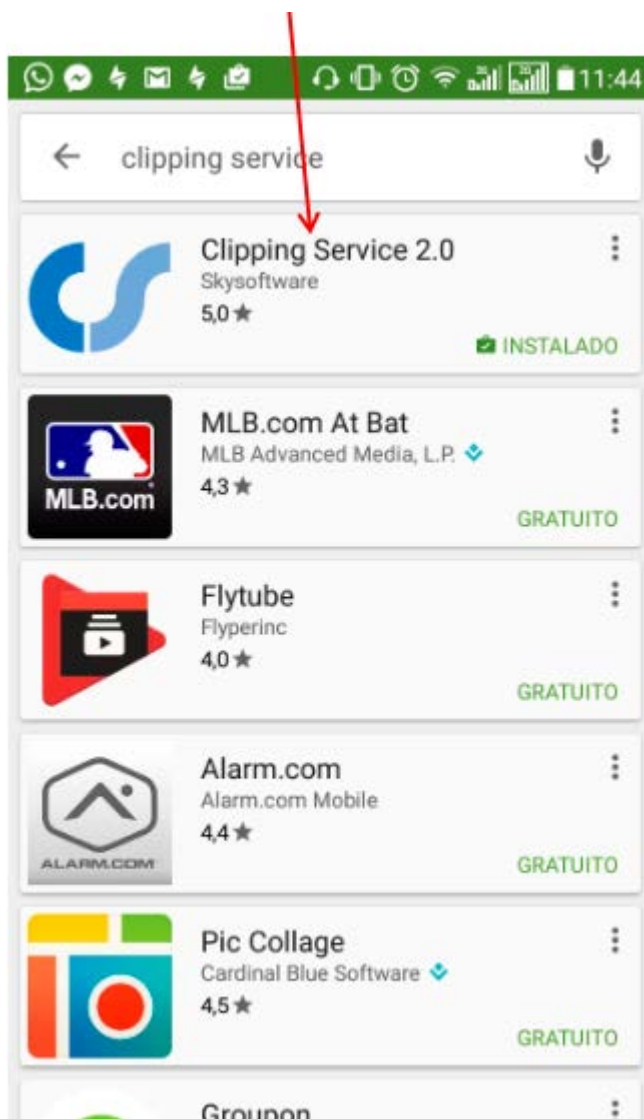 11:44
clipping service
Clipping Service 2.0
Skysoftware
5,0★
INSTALADO
MLB.com
MLB.com At Bat
MLB Advanced Media, L.P.
4,3★
GRATUITO
Flytube
Flyperinc
4,0★
GRATUITO
ALARM.COM
Alarm.com
Alarm.com Mobile
4,4★
GRATUITO
Pic Collage
Cardinal Blue Software
4,5★
GRATUITO
Groupon